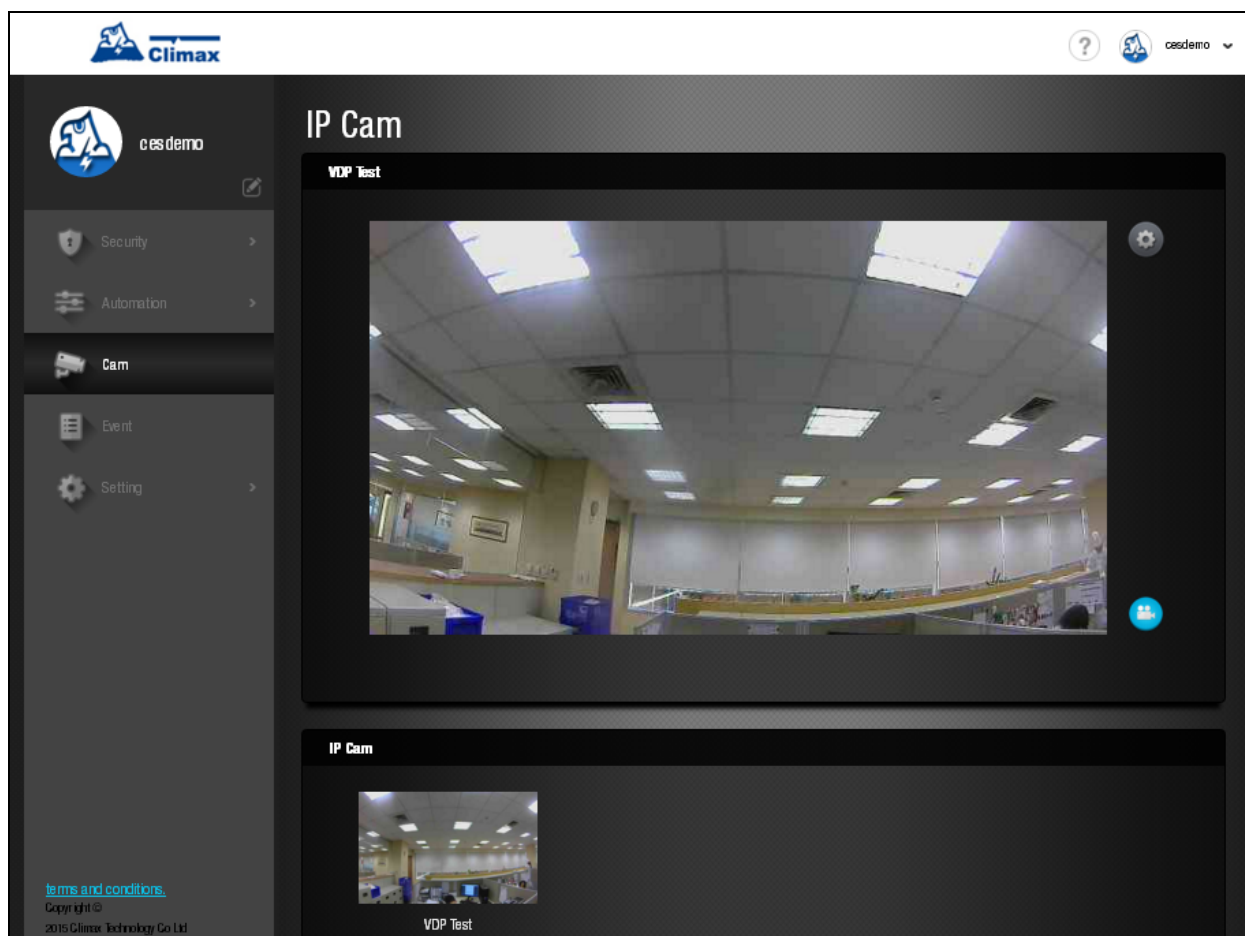 Climax
?
cesdemo
cesdemo
Security
Automation
Cam
Event
Setting
terms and conditions.
Copyright ©
2015 Climax Technology Co Ltd
IP Cam
VDP Test
IP Cam
VDP Test